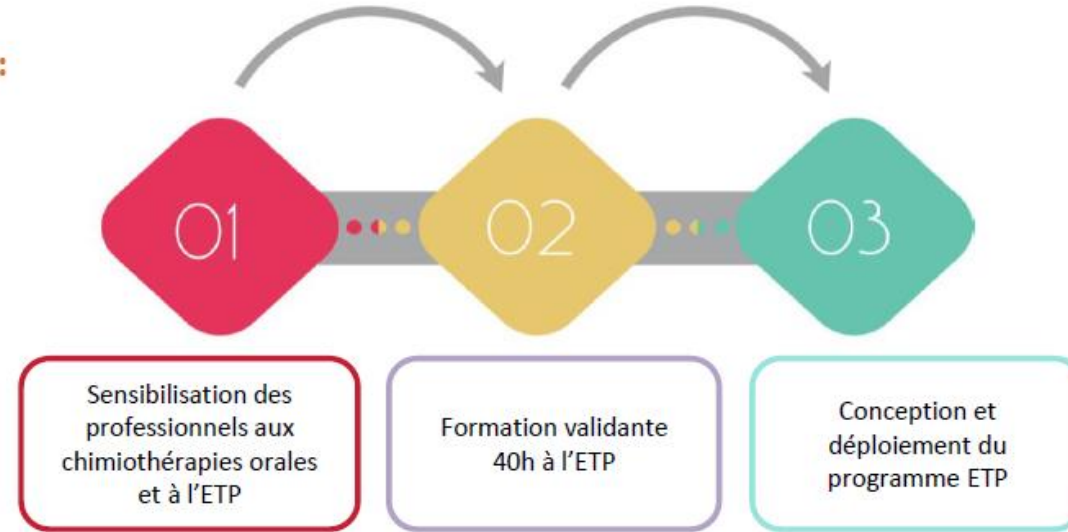 :
01
02
03
Sensibilisation des
professionnels aux
chimiothérapies orales
et à l'ETP
Formation validante
40h à l'ETP
Conception et
déploiement du
programme ETP